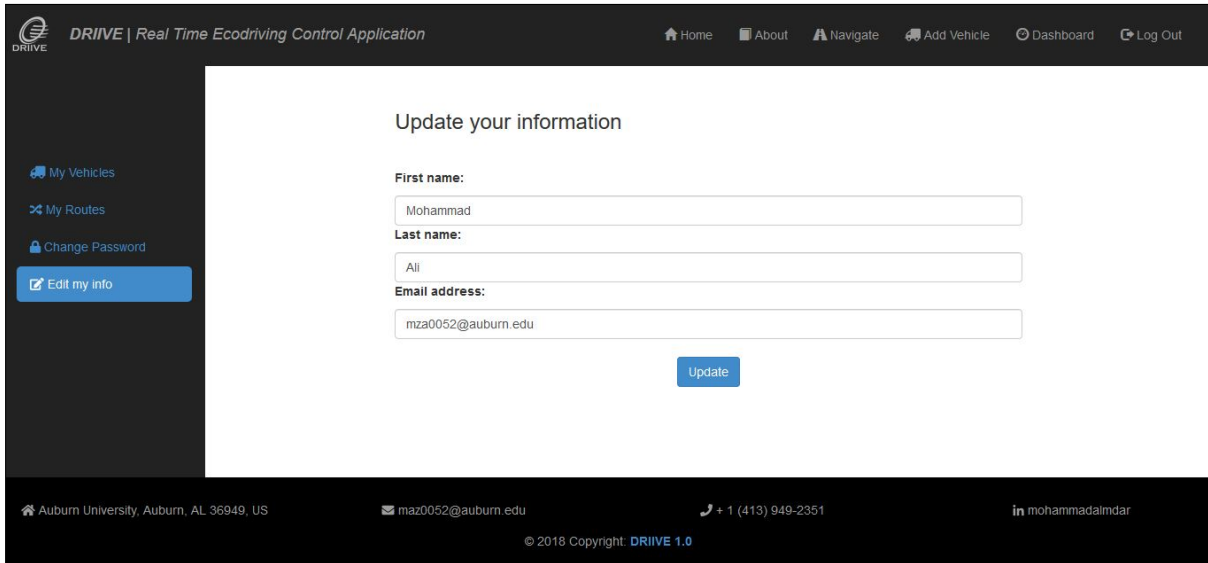 DRIIVE
DRIIVE | Real Time Ecodriving Control Application
Home
About
Navigate
Add Vehicle
Dashboard
Log Out
My Vehicles
My Routes
Change Password
Edit my info
Update your information
First name:
Mohammad
Last name:
Ali
Email address:
mza0052@auburn.edu
Update
Auburn University, Auburn, AL 36949, US
maz0052@auburn.edu
+ 1 (413) 949-2351
in mohammadalmdar
© 2018 Copyright: DRIIVE 1.0